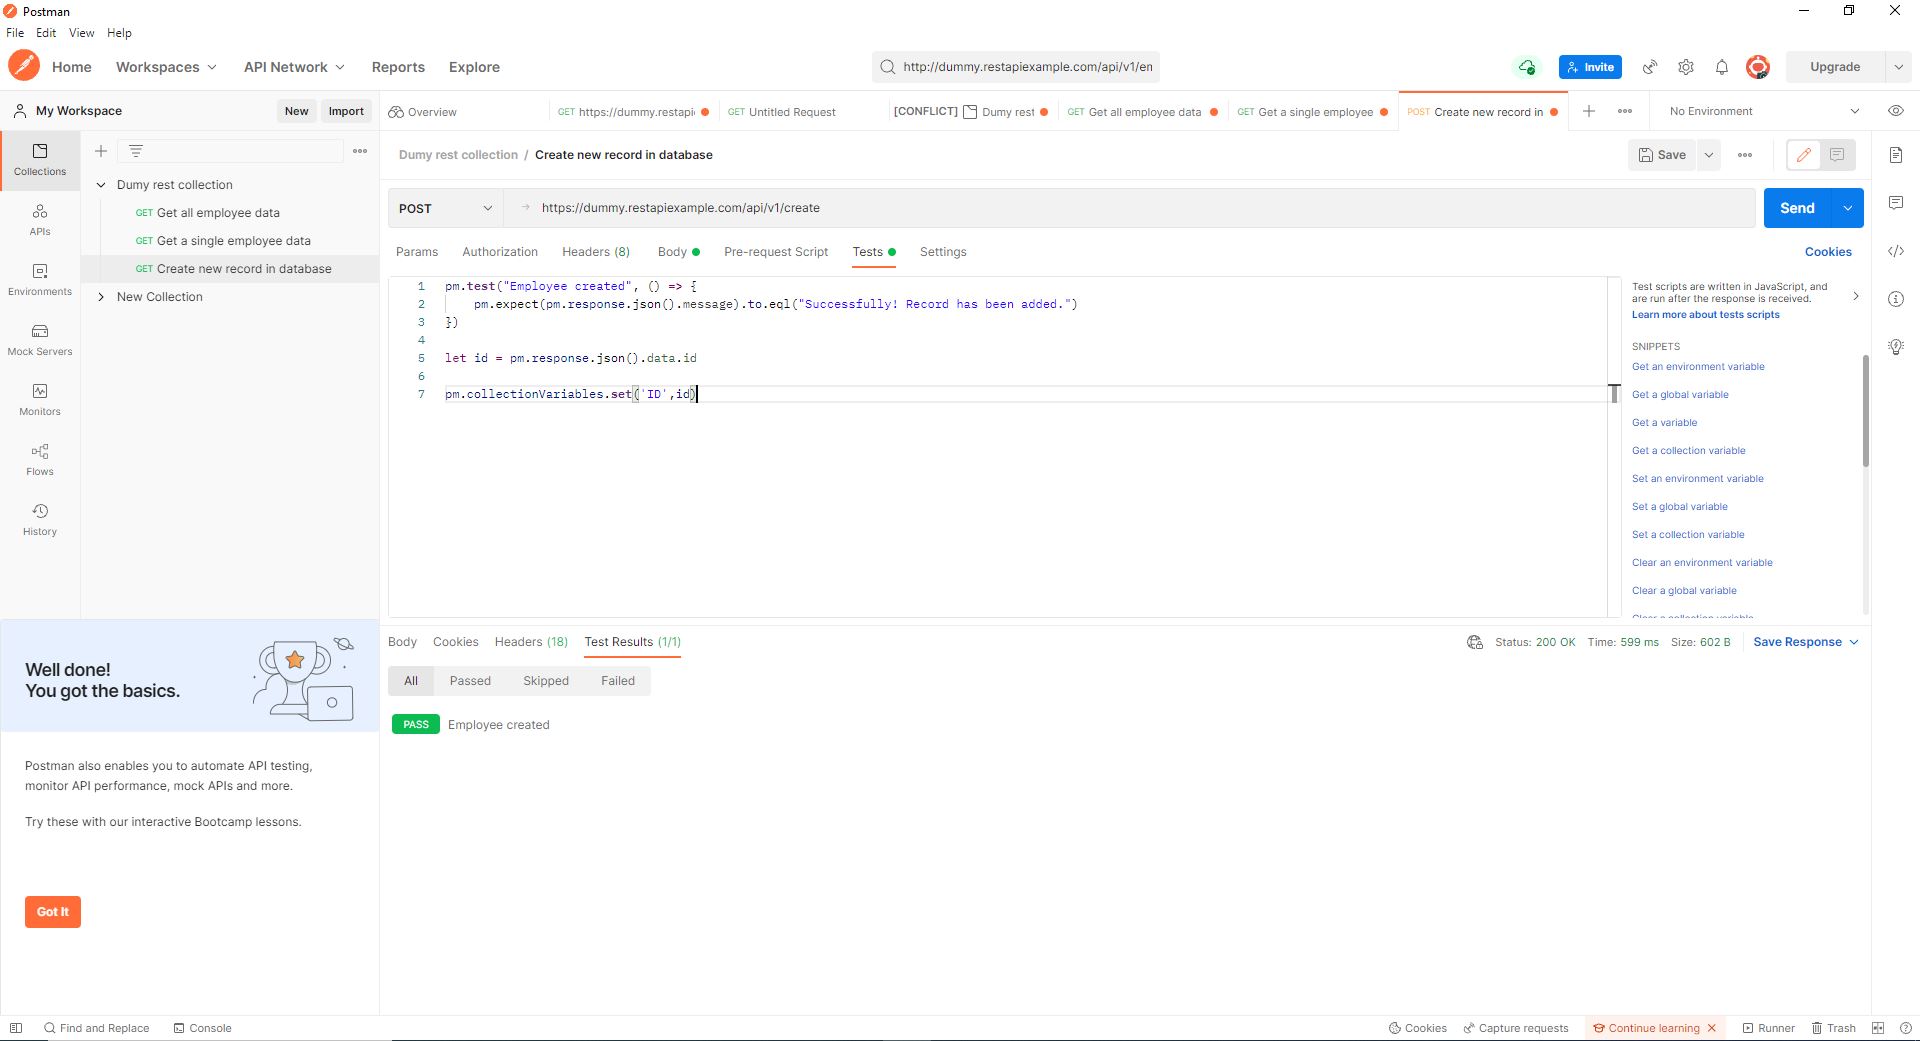 Postman
File Edit View Help
Home Workspaces API Network Reports Explore
http://dummy.restapiexample.com/api/v1/en
Invite
Upgrade
My Workspace
New Import
Overview
GET https://dummy.restapi
GET Untitled Request
[CONFLICT] Dumy rest
GET Get all employee data
GET Get a single employee
POST Create new record in
No Environment
Collections
APIs
Environments
Mock Servers
Monitors
Flows
History
Dumy rest collection
GET Get all employee data
GET Get a single employee data
GET Create new record in database
New Collection
Dumy rest collection / Create new record in database
Save
POST
https://dummy.restapiexample.com/api/v1/create
Send
Params Authorization Headers (8) Body Pre-request Script Tests Settings
Cookies
1 pm.test("Employee created", () => {
2 pm.expect(pm.response.json().message).to.eql("Successfully! Record has been added.")
3 })
4
5 let id = pm.response.json().data.id
6
7 pm.collectionVariables.set('ID',id)
Test scripts are written in JavaScript, and
are run after the response is received.
Learn more about tests scripts
SNIPPETS
Get an environment variable
Get a global variable
Get a variable
Get a collection variable
Set an environment variable
Set a global variable
Set a collection variable
Clear an environment variable
Clear a global variable
Clear a collection variable
Well done!
You got the basics.
Postman also enables you to automate API testing,
monitor API performance, mock APIs and more.
Try these with our interactive Bootcamp lessons.
Got It
Body Cookies Headers (18) Test Results (1/1)
Status: 200 OK Time: 599 ms Size: 602 B
Save Response
All Passed Skipped Failed
PASS Employee created
Find and Replace Console
Cookies Capture requests Continue learning Runner Trash